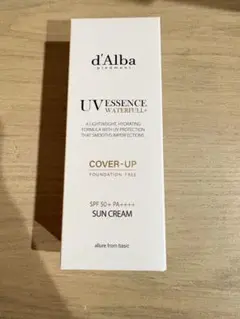 d'Alba
piedmont
UV ESSENCE
WATERFULL+
A LIGHTWEIGHT, HYDRATING
FORMULA WITH UV PROTECTION
THAT SMOOTHS IMPERFECTIONS
COVER-UP
FOUNDATION-FREE
SPF 50+ PA++++
SUN CREAM
allure from basic